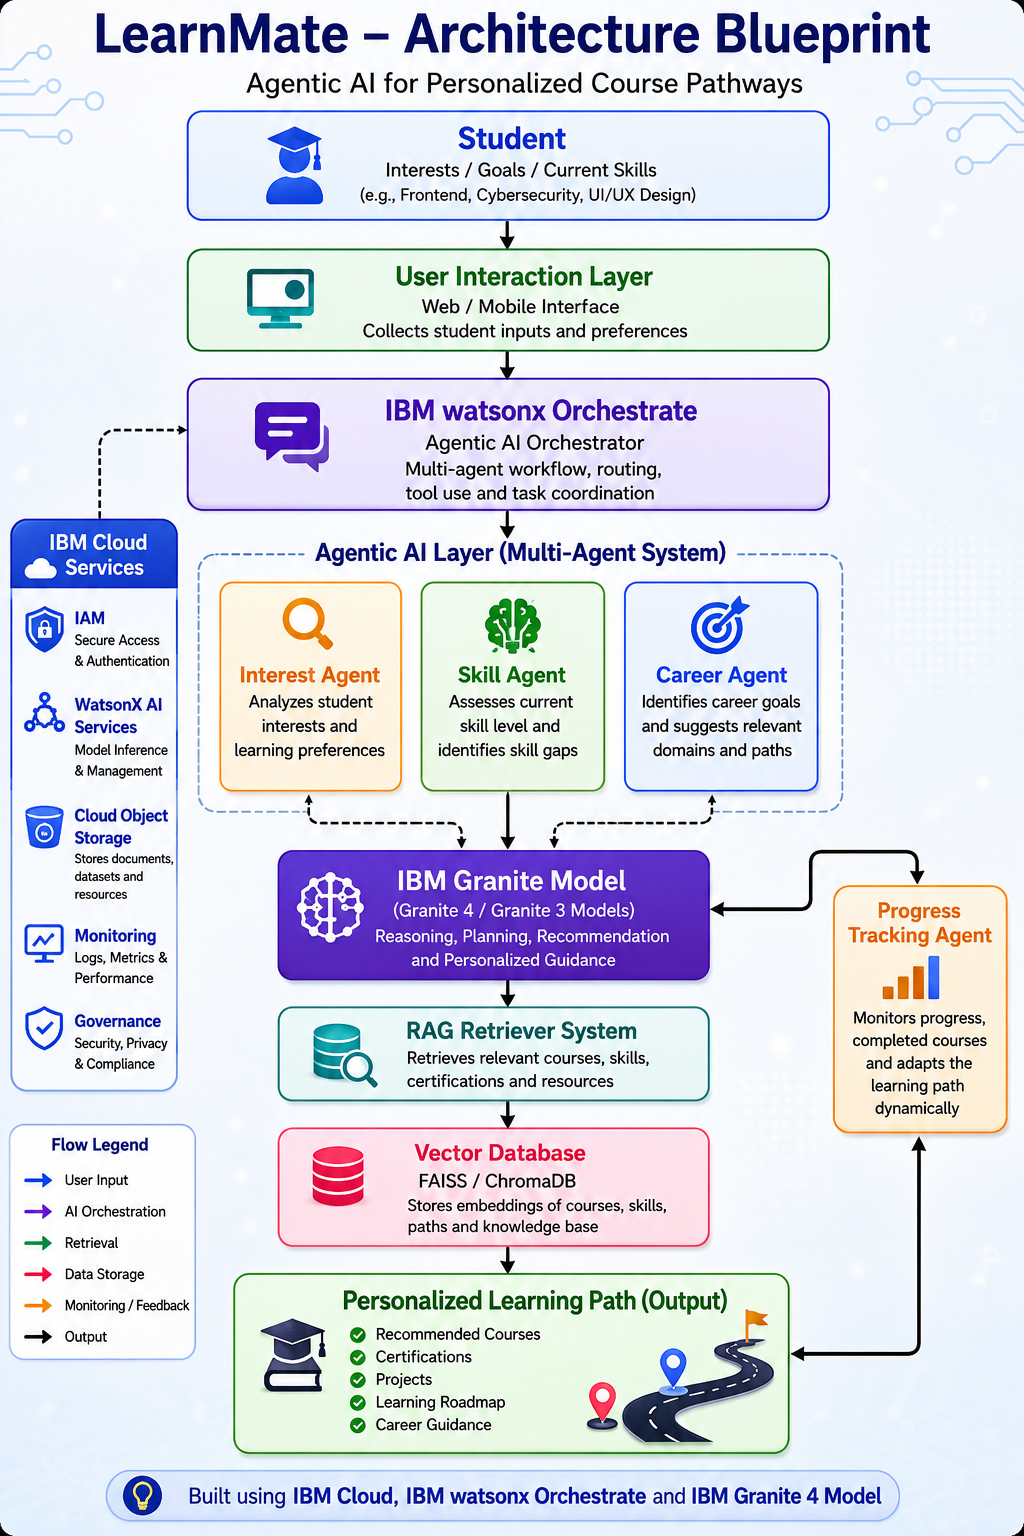 LearnMate – Architecture Blueprint
Agentic AI for Personalized Course Pathways
Student
Interests / Goals / Current Skills
(e.g., Frontend, Cybersecurity, UI/UX Design)
User Interaction Layer
Web / Mobile Interface
Collects student inputs and preferences
IBM watsonx Orchestrate
Agentic AI Orchestrator
Multi-agent workflow, routing,
tool use and task coordination
IBM Cloud
Services
IAM
Secure Access
& Authentication
WatsonX AI
Services
Model Inference
& Management
Cloud Object
Storage
Stores documents,
datasets and
resources
Monitoring
Logs, Metrics &
Performance
Governance
Security, Privacy
& Compliance
Agentic AI Layer (Multi-Agent System)
Interest Agent
Analyzes student
interests and
learning preferences
Skill Agent
Assesses current
skill level and
identifies skill gaps
Career Agent
Identifies career goals
and suggests relevant
domains and paths
IBM Granite Model
(Granite 4 / Granite 3 Models)
Reasoning, Planning, Recommendation
and Personalized Guidance
Progress
Tracking Agent
Monitors progress,
completed courses
and adapts the
learning path
dynamically
RAG Retriever System
Retrieves relevant courses, skills,
certifications and resources
Vector Database
FAISS / ChromaDB
Stores embeddings of courses, skills,
paths and knowledge base
Flow Legend
User Input
AI Orchestration
Retrieval
Data Storage
Monitoring / Feedback
Output
Personalized Learning Path (Output)
Recommended Courses
Certifications
Projects
Learning Roadmap
Career Guidance
Built using IBM Cloud, IBM watsonx Orchestrate and IBM Granite 4 Model